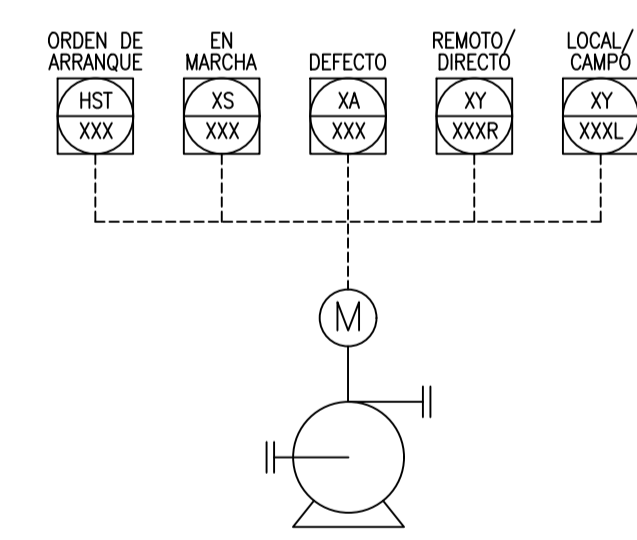 ORDEN DE
ARRANQUE
EN
MARCHA
DEFECTO
REMOTO/
DIRECTO
LOCAL/
CAMPO
HST
XXX
XS
XXX
XA
XXX
XY
XXXR
XY
XXXL
M